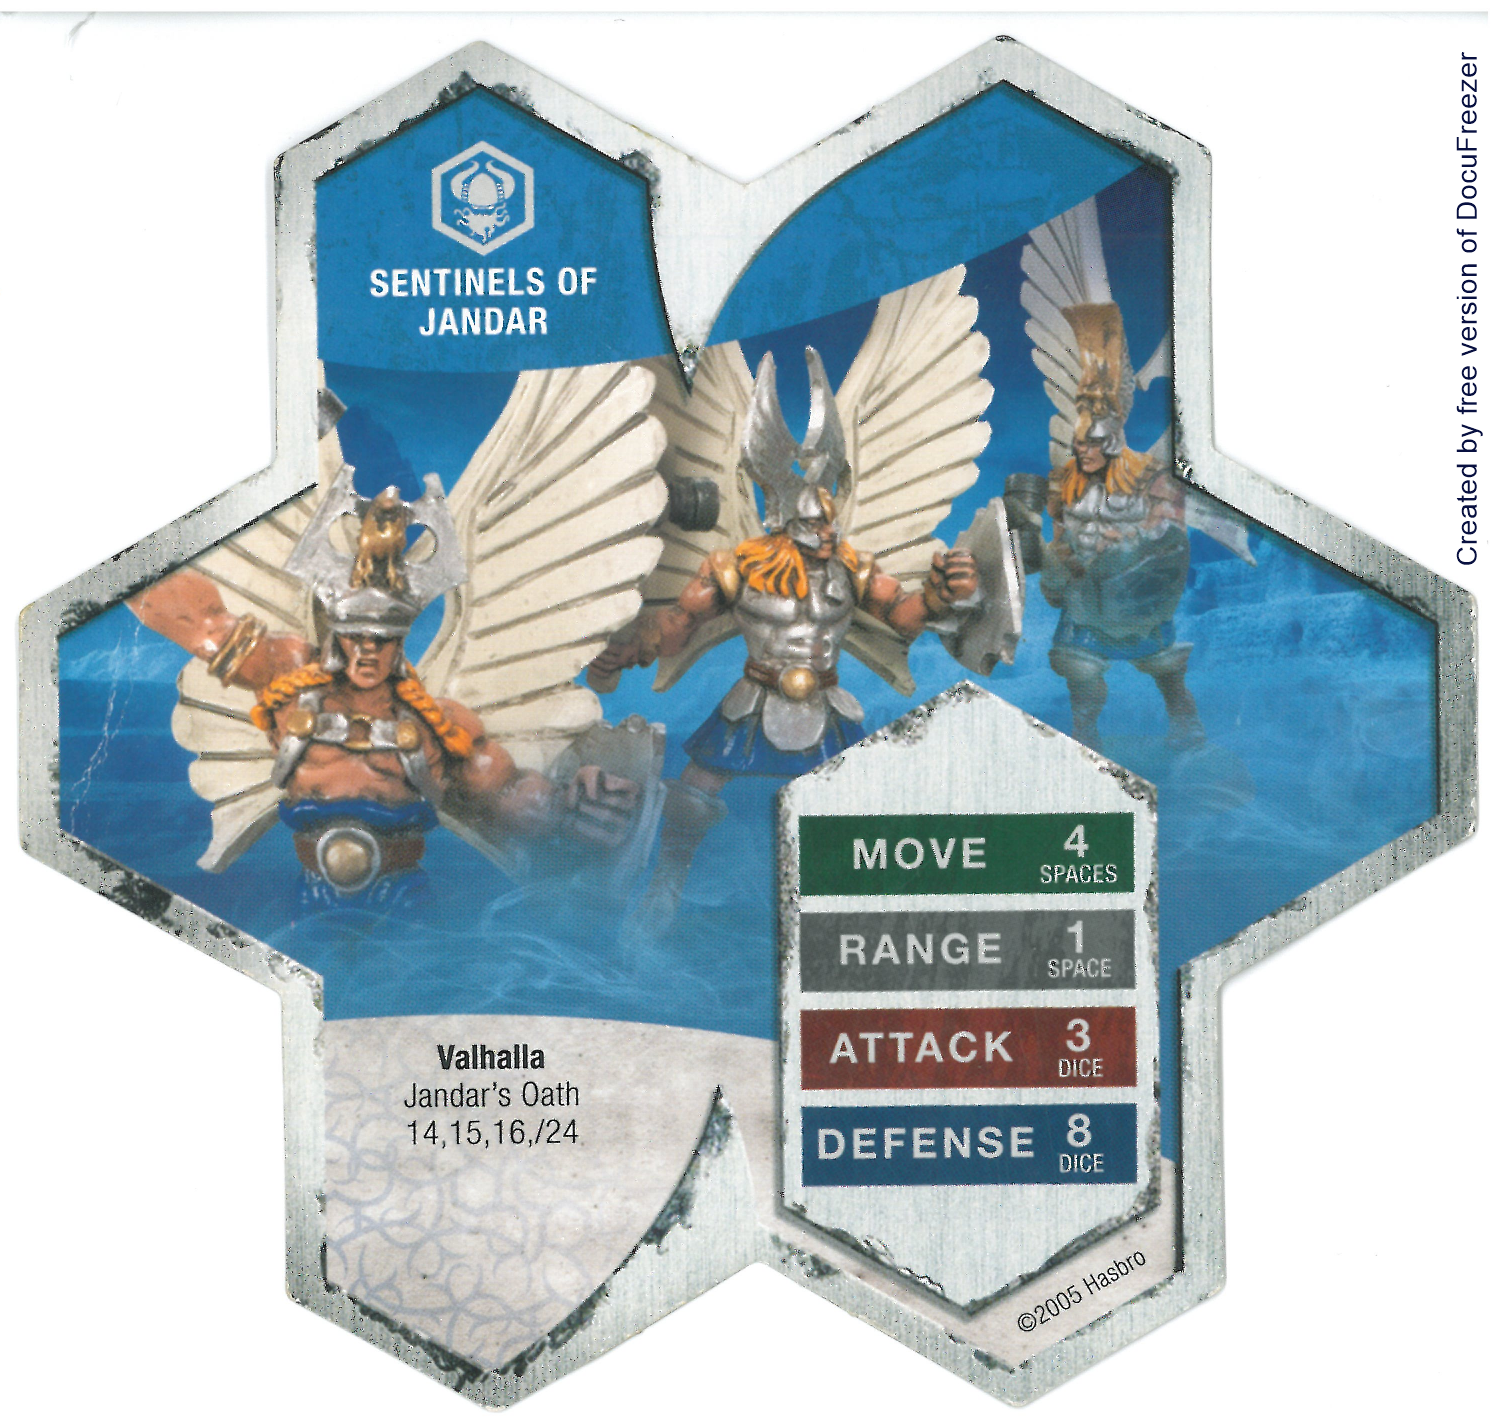 SENTINELS OF
JANDAR
MOVE 4
SPACES
RANGE 1
SPACE
ATTACK 3
DICE
DEFENSE 8
DICE
Valhalla
Jandar's Oath
14,15,16,/24
©2005 Hasbro
Created by free version of DocuFreezer